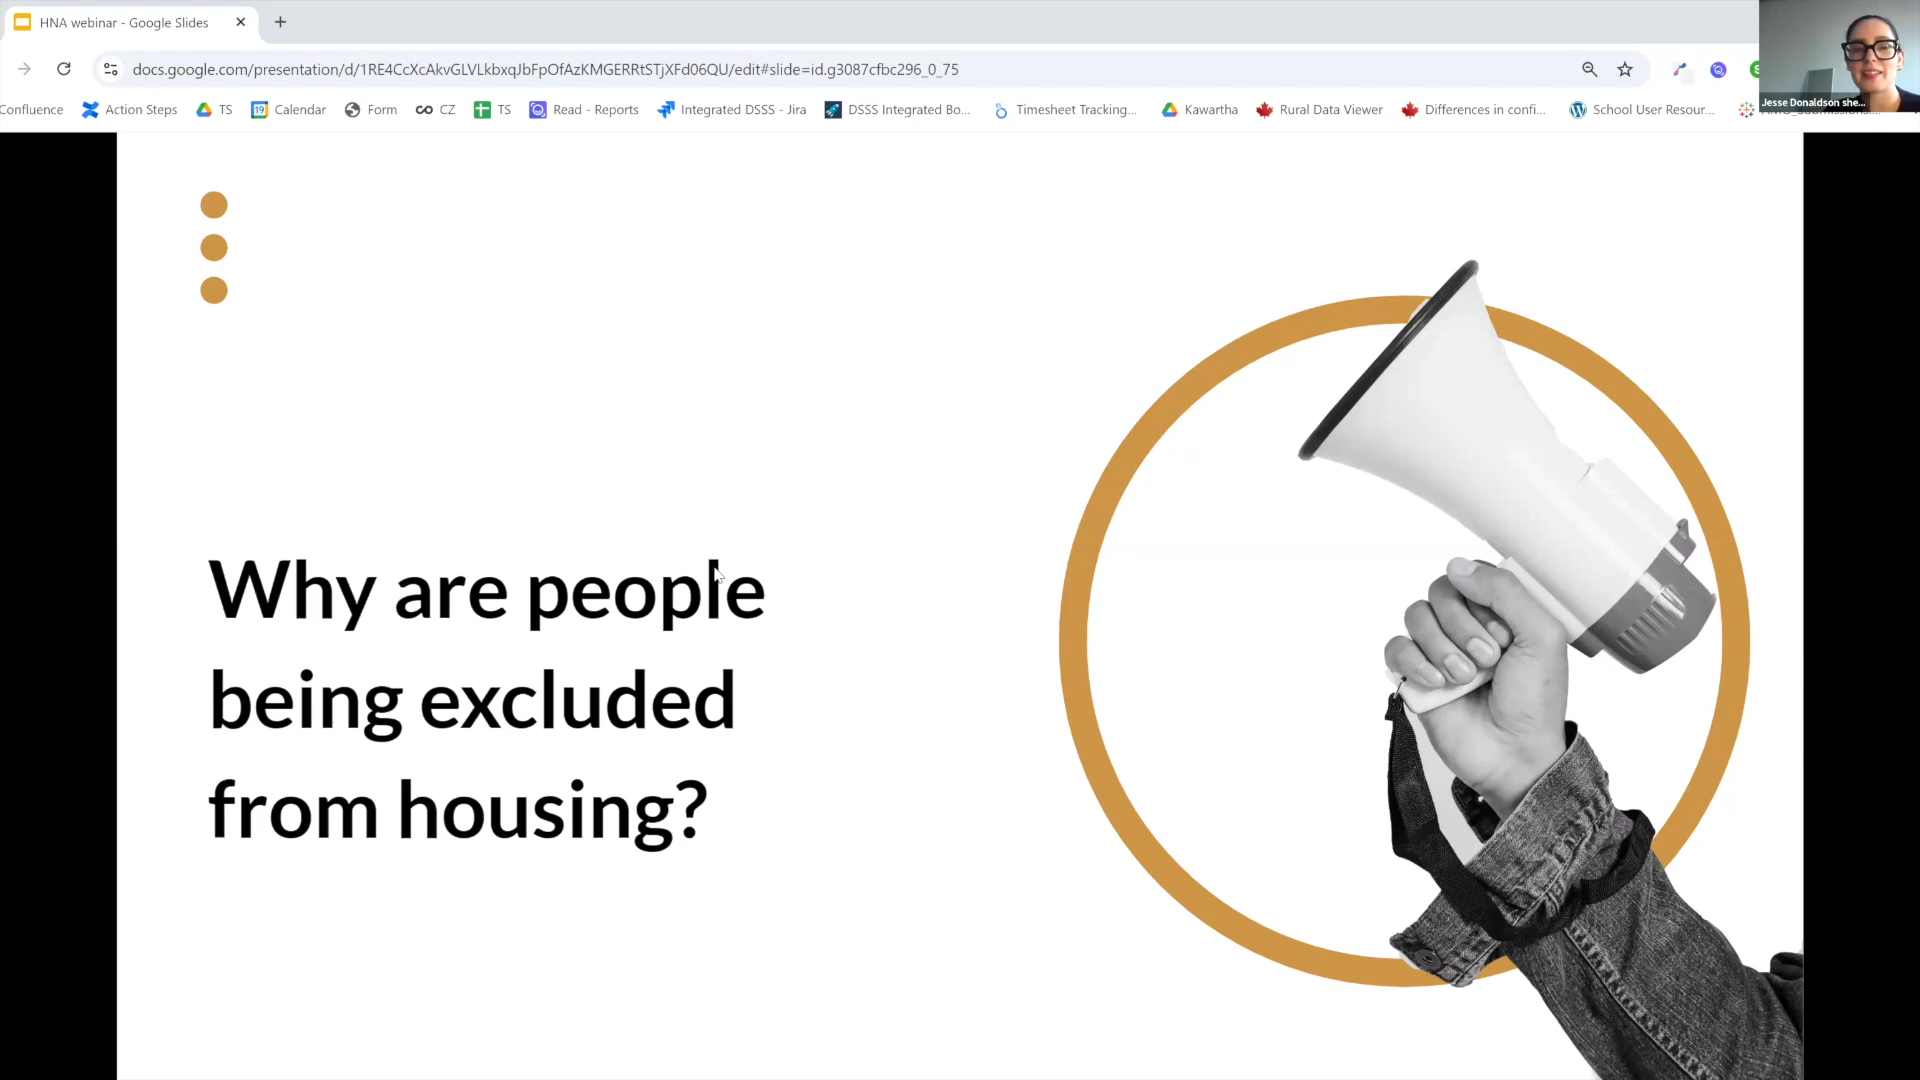 HNA webinar - Google Slides
docs.google.com/presentation/d/1RE4CcXcAkvGLVLkbxqJbFpOfAzKMGERRtSTjXFd06QU/edit#slide=id.g3087cfbc296_0_75
Confluence Action Steps TS Calendar Form CZ TS Read - Reports Integrated DSSS - Jira DSSS Integrated Bo... Timesheet Tracking... Kawartha Rural Data Viewer Differences in confi... School User Resour...
Jesse Donaldson she...
Why are people
being excluded
from housing?